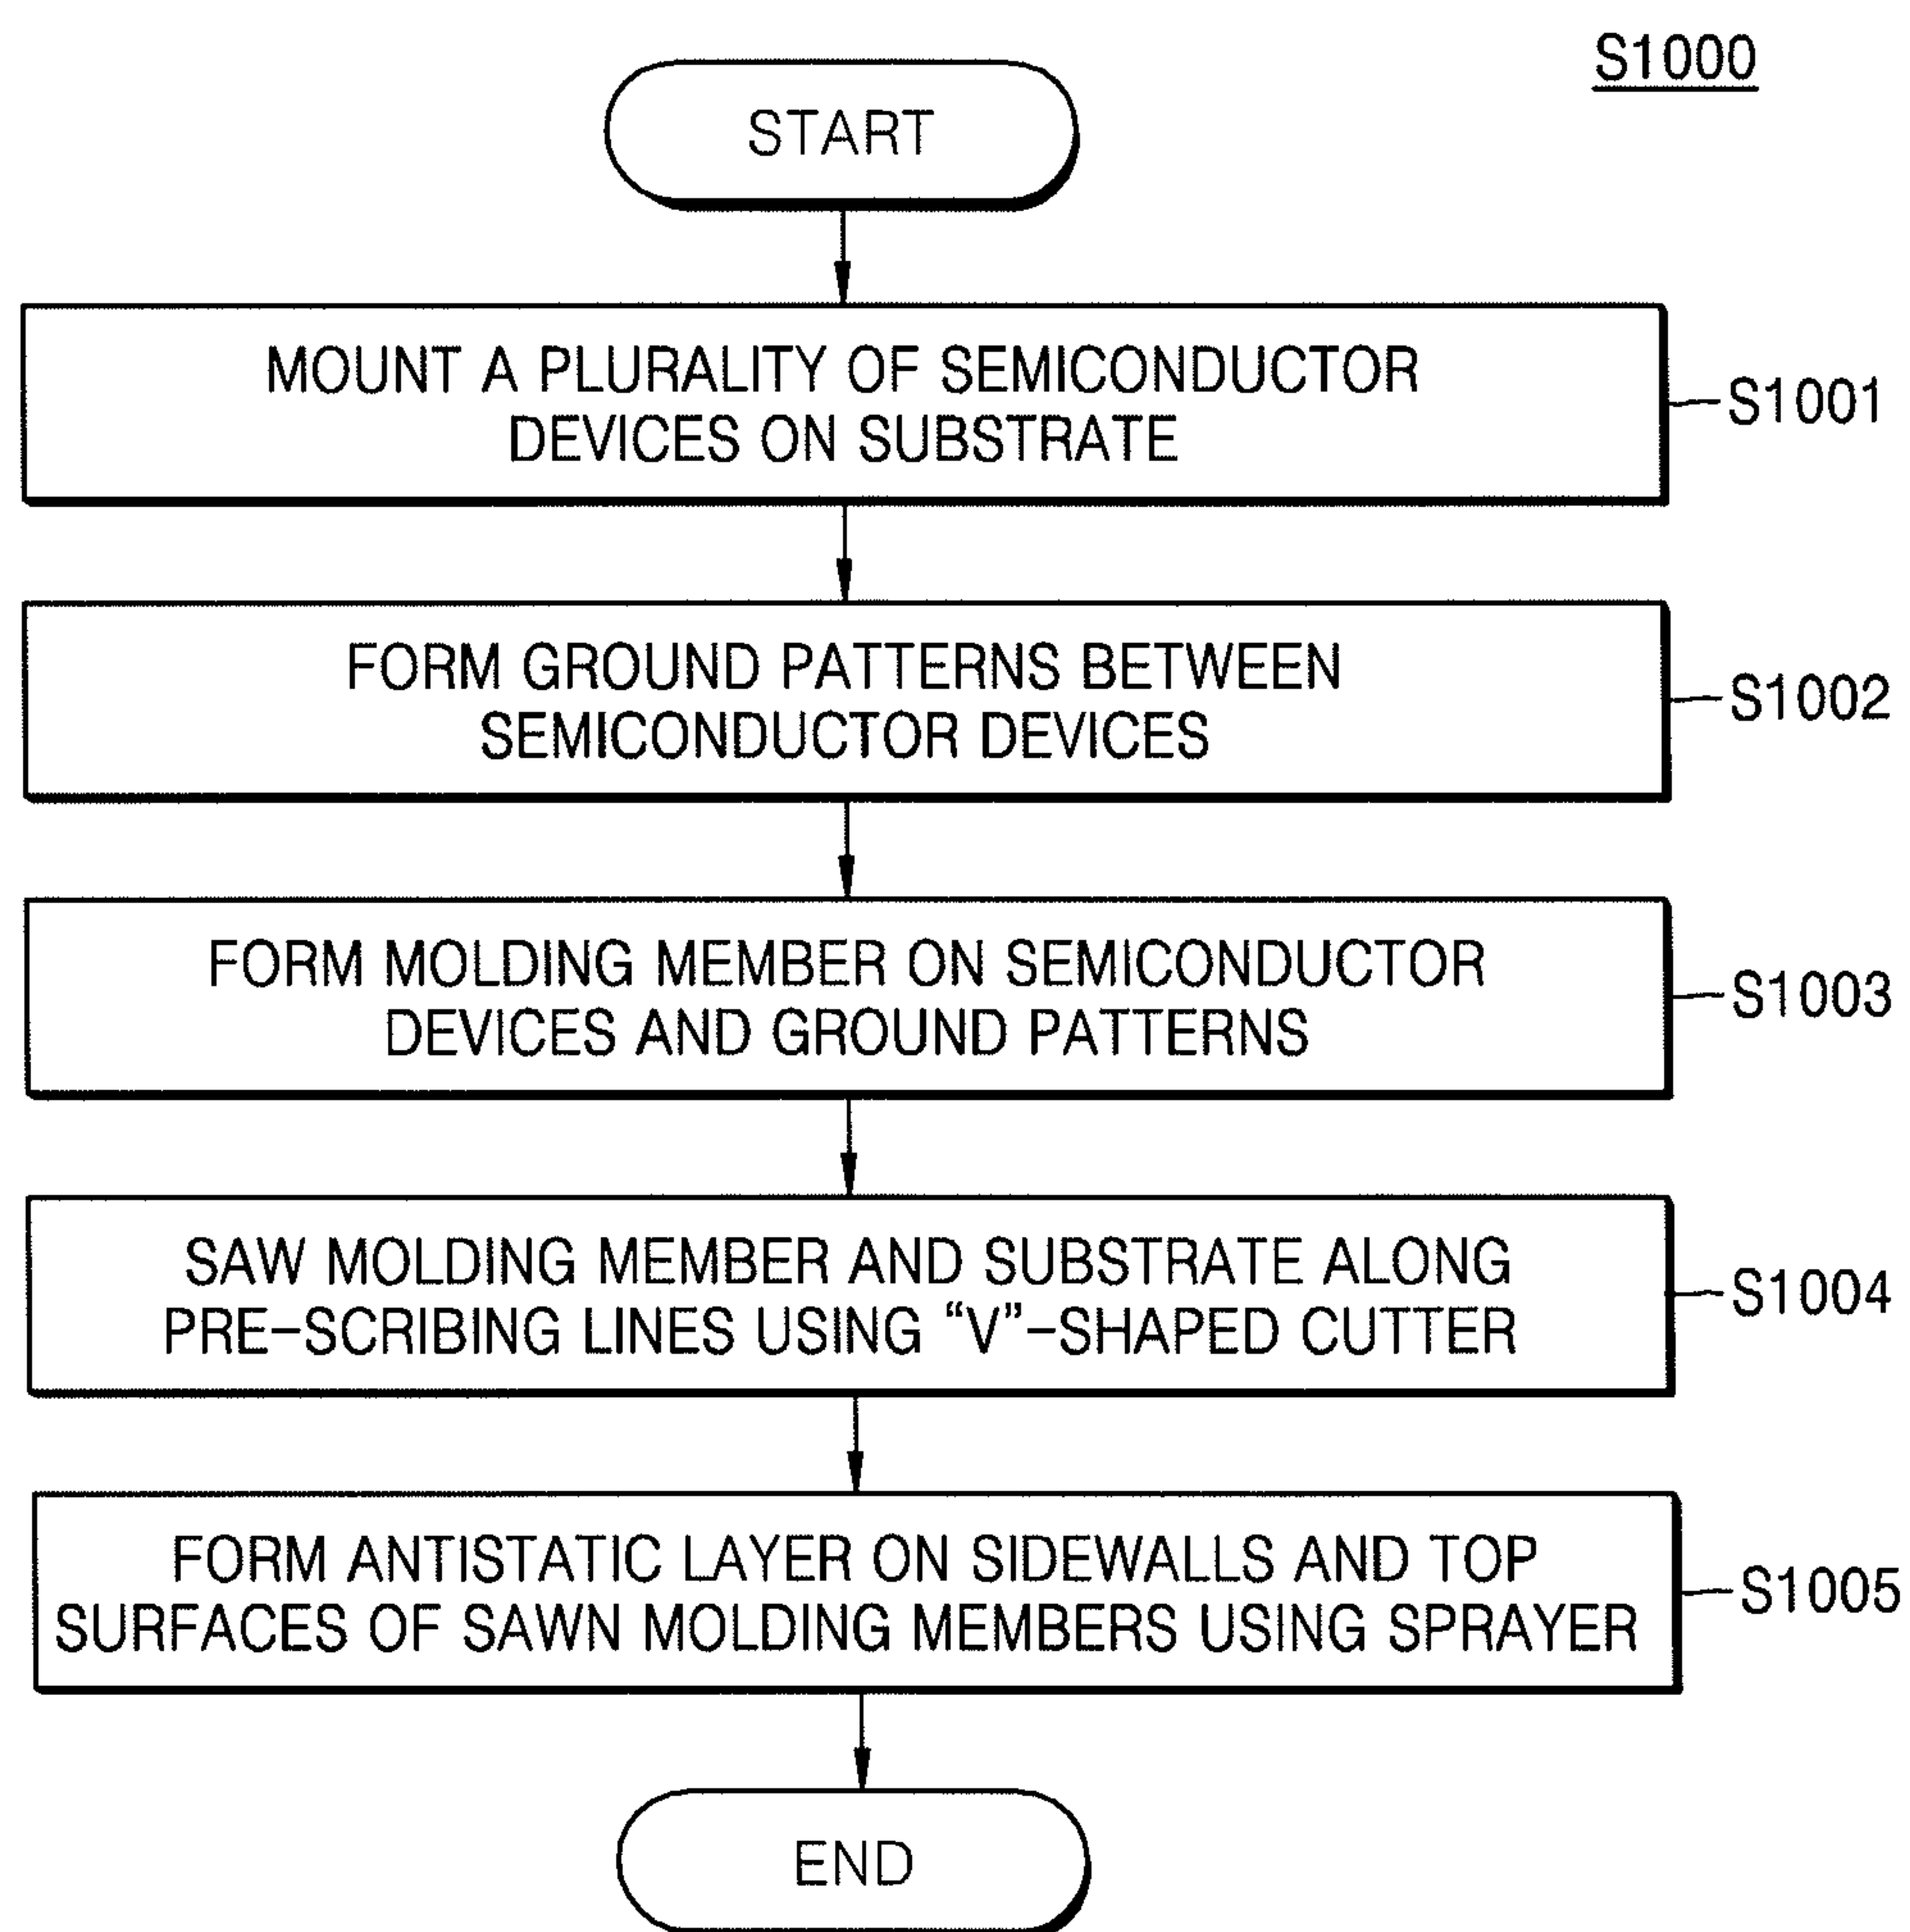 S1000
START
MOUNT A PLURALITY OF SEMICONDUCTOR
DEVICES ON SUBSTRATE
S1001
FORM GROUND PATTERNS BETWEEN
SEMICONDUCTOR DEVICES
S1002
FORM MOLDING MEMBER ON SEMICONDUCTOR
DEVICES AND GROUND PATTERNS
S1003
SAW MOLDING MEMBER AND SUBSTRATE ALONG
PRE-SCRIBING LINES USING “V”-SHAPED CUTTER
S1004
FORM ANTISTATIC LAYER ON SIDEWALLS AND TOP
SURFACES OF SAWN MOLDING MEMBERS USING SPRAYER
S1005
END